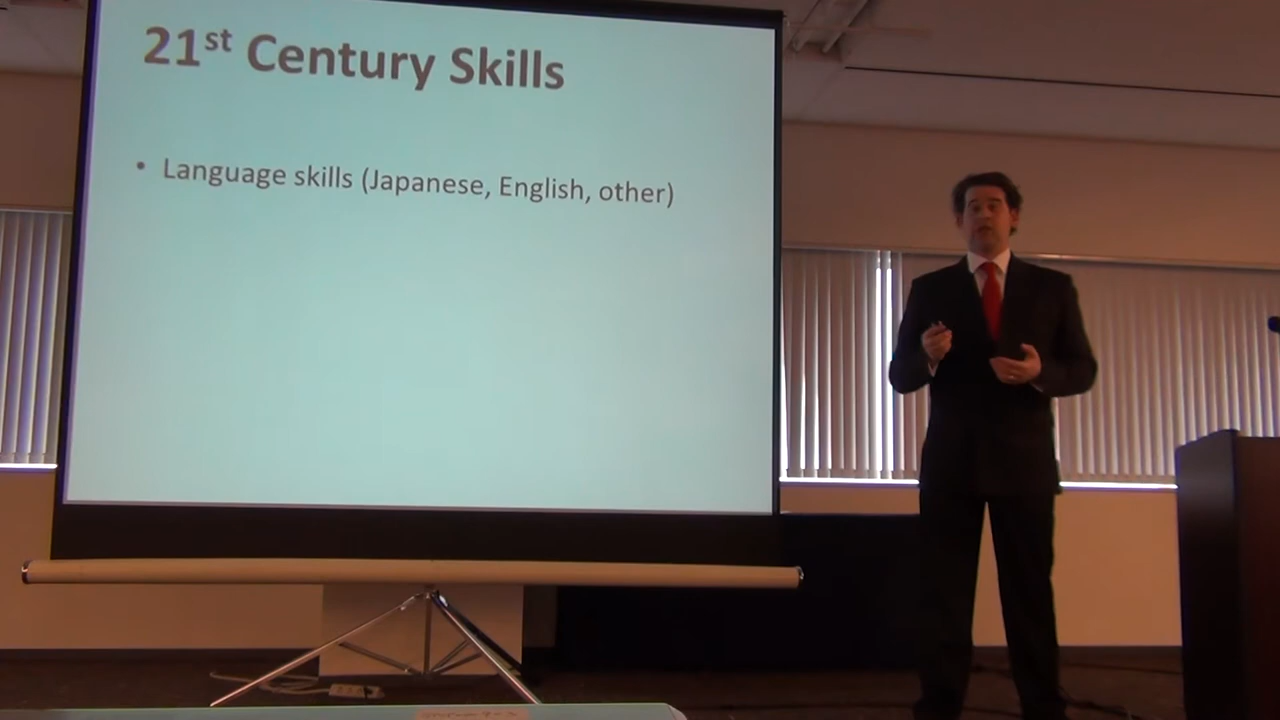 21st Century Skills
• Language skills (Japanese, English, other)